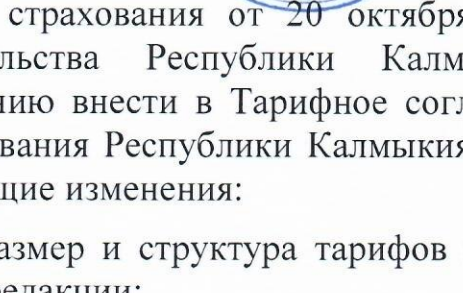 страхования от 20 октября
льства Республики Калм
нию внести в Тарифное согл
вания Республики Калмыкия
щие изменения:
азмер и структура тарифов
редакции: